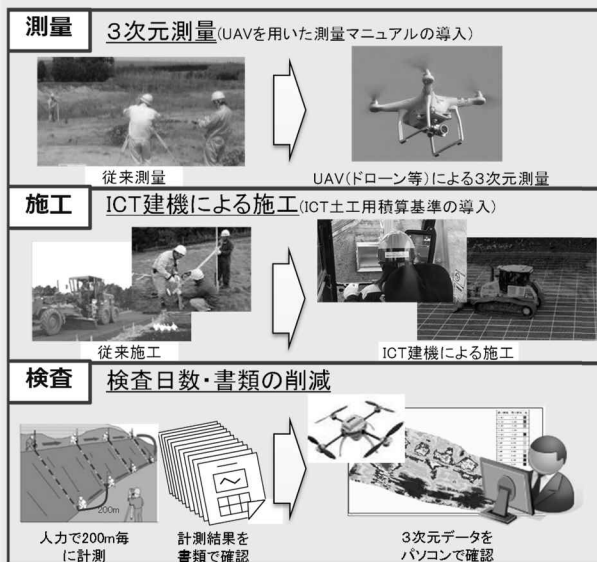 測量
3次元測量(UAVを用いた測量マニュアルの導入)
従来測量
UAV(ドローン等)による3次元測量
施工
ICT建機による施工(ICT土工用積算基準の導入)
従来施工
ICT建機による施工
検査
検査日数・書類の削減
200m
人力で200m毎
に計測
計測結果を
書類で確認
3次元データを
パソコンで確認